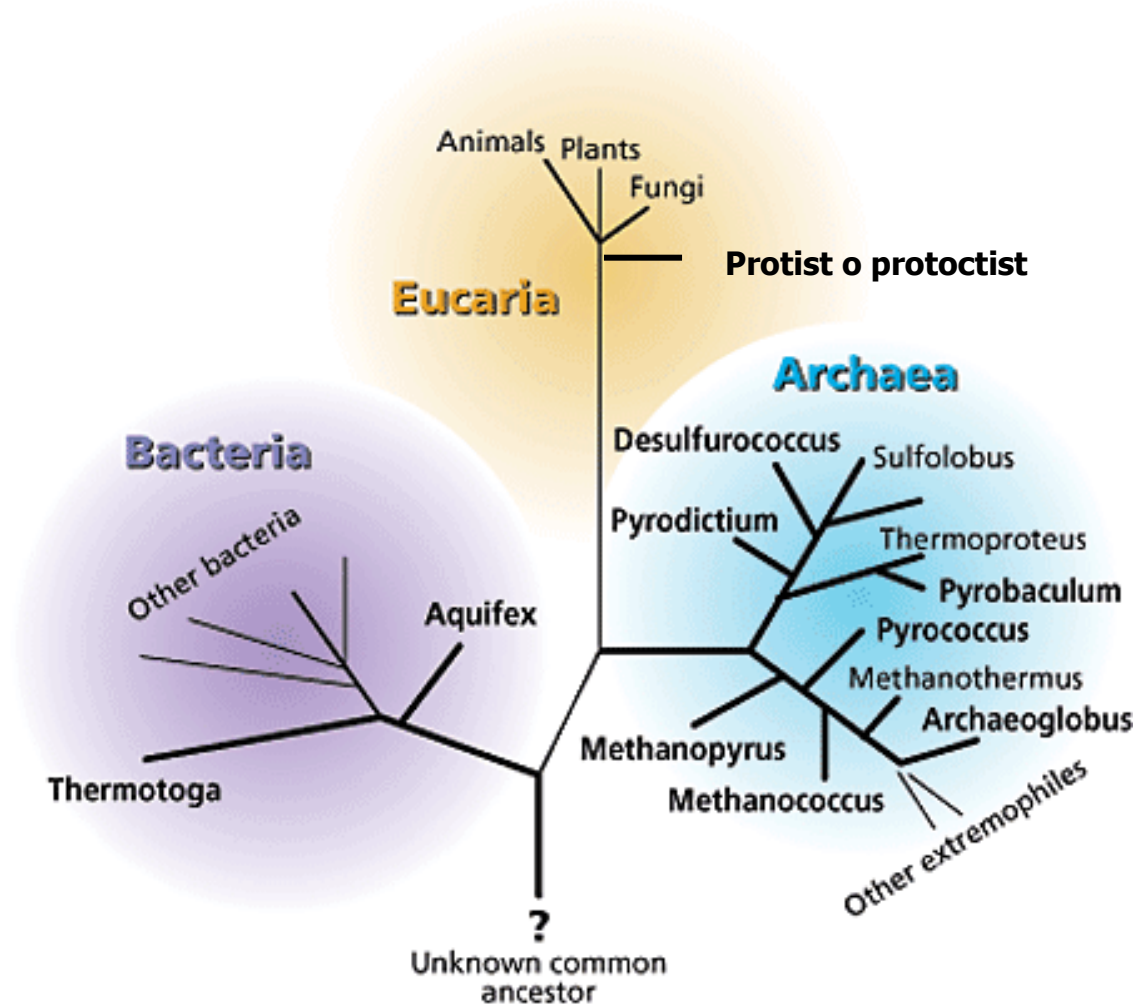 Animals
Plants
Fungi
Protist o protoctist
Eucaria
Archaea
Bacteria
Desulfurococcus
Sulfolobus
Pyrodictium
Thermoproteus
Other bacteria
Pyrobaculum
Aquifex
Pyrococcus
Methanothermus
Archaeoglobus
Methanopyrus
Thermotoga
Methanococcus
Other extremophiles
?
Unknown common
ancestor